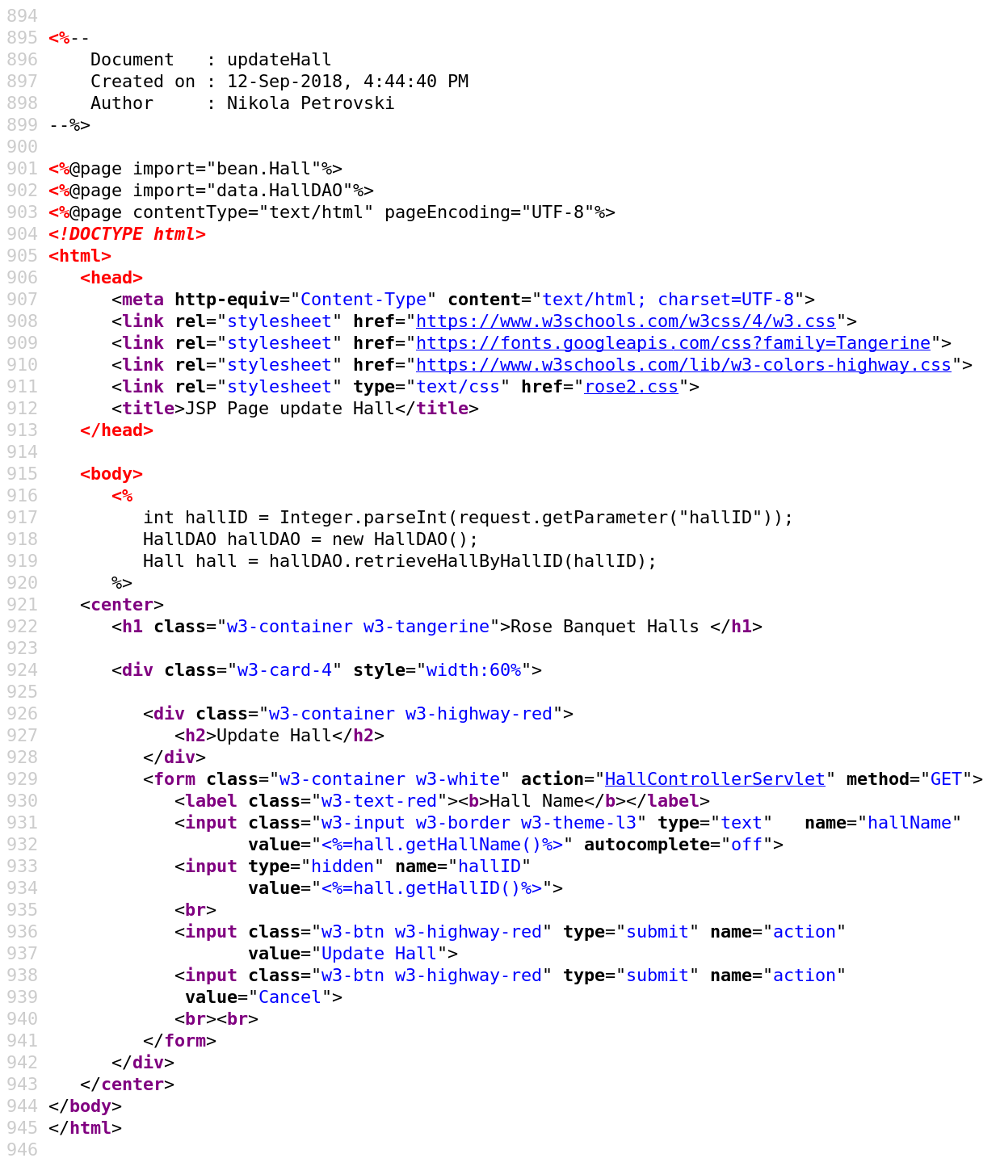 894
895 <%--
896     Document   : updateHall
897     Created on : 12-Sep-2018, 4:44:40 PM
898     Author     : Nikola Petrovski
899 --%>
900
901 <%@page import="bean.Hall"%>
902 <%@page import="data.HallDAO"%>
903 <%@page contentType="text/html" pageEncoding="UTF-8"%>
904 <!DOCTYPE html>
905 <html>
906    <head>
907       <meta http-equiv="Content-Type" content="text/html; charset=UTF-8">
908       <link rel="stylesheet" href="https://www.w3schools.com/w3css/4/w3.css">
909       <link rel="stylesheet" href="https://fonts.googleapis.com/css?family=Tangerine">
910       <link rel="stylesheet" href="https://www.w3schools.com/lib/w3-colors-highway.css">
911       <link rel="stylesheet" type="text/css" href="rose2.css">
912       <title>JSP Page update Hall</title>
913    </head>
914
915    <body>
916       <%
917          int hallID = Integer.parseInt(request.getParameter("hallID"));
918          HallDAO hallDAO = new HallDAO();
919          Hall hall = hallDAO.retrieveHallByHallID(hallID);
920       %>
921    <center>
922       <h1 class="w3-container w3-tangerine">Rose Banquet Halls </h1>
923
924       <div class="w3-card-4" style="width:60%">
925
926          <div class="w3-container w3-highway-red">
927             <h2>Update Hall</h2>
928          </div>
929          <form class="w3-container w3-white" action="HallControllerServlet" method="GET">
930             <label class="w3-text-red"><b>Hall Name</b></label>
931             <input class="w3-input w3-border w3-theme-l3" type="text"   name="hallName"
932                    value="<%=hall.getHallName()%>" autocomplete="off">
933             <input type="hidden" name="hallID"
934                    value="<%=hall.getHallID()%>">
935             <br>
936             <input class="w3-btn w3-highway-red" type="submit" name="action"
937                    value="Update Hall">
938             <input class="w3-btn w3-highway-red" type="submit" name="action"
939              value="Cancel">
940             <br><br>
941          </form>
942       </div>
943    </center>
944 </body>
945 </html>
946